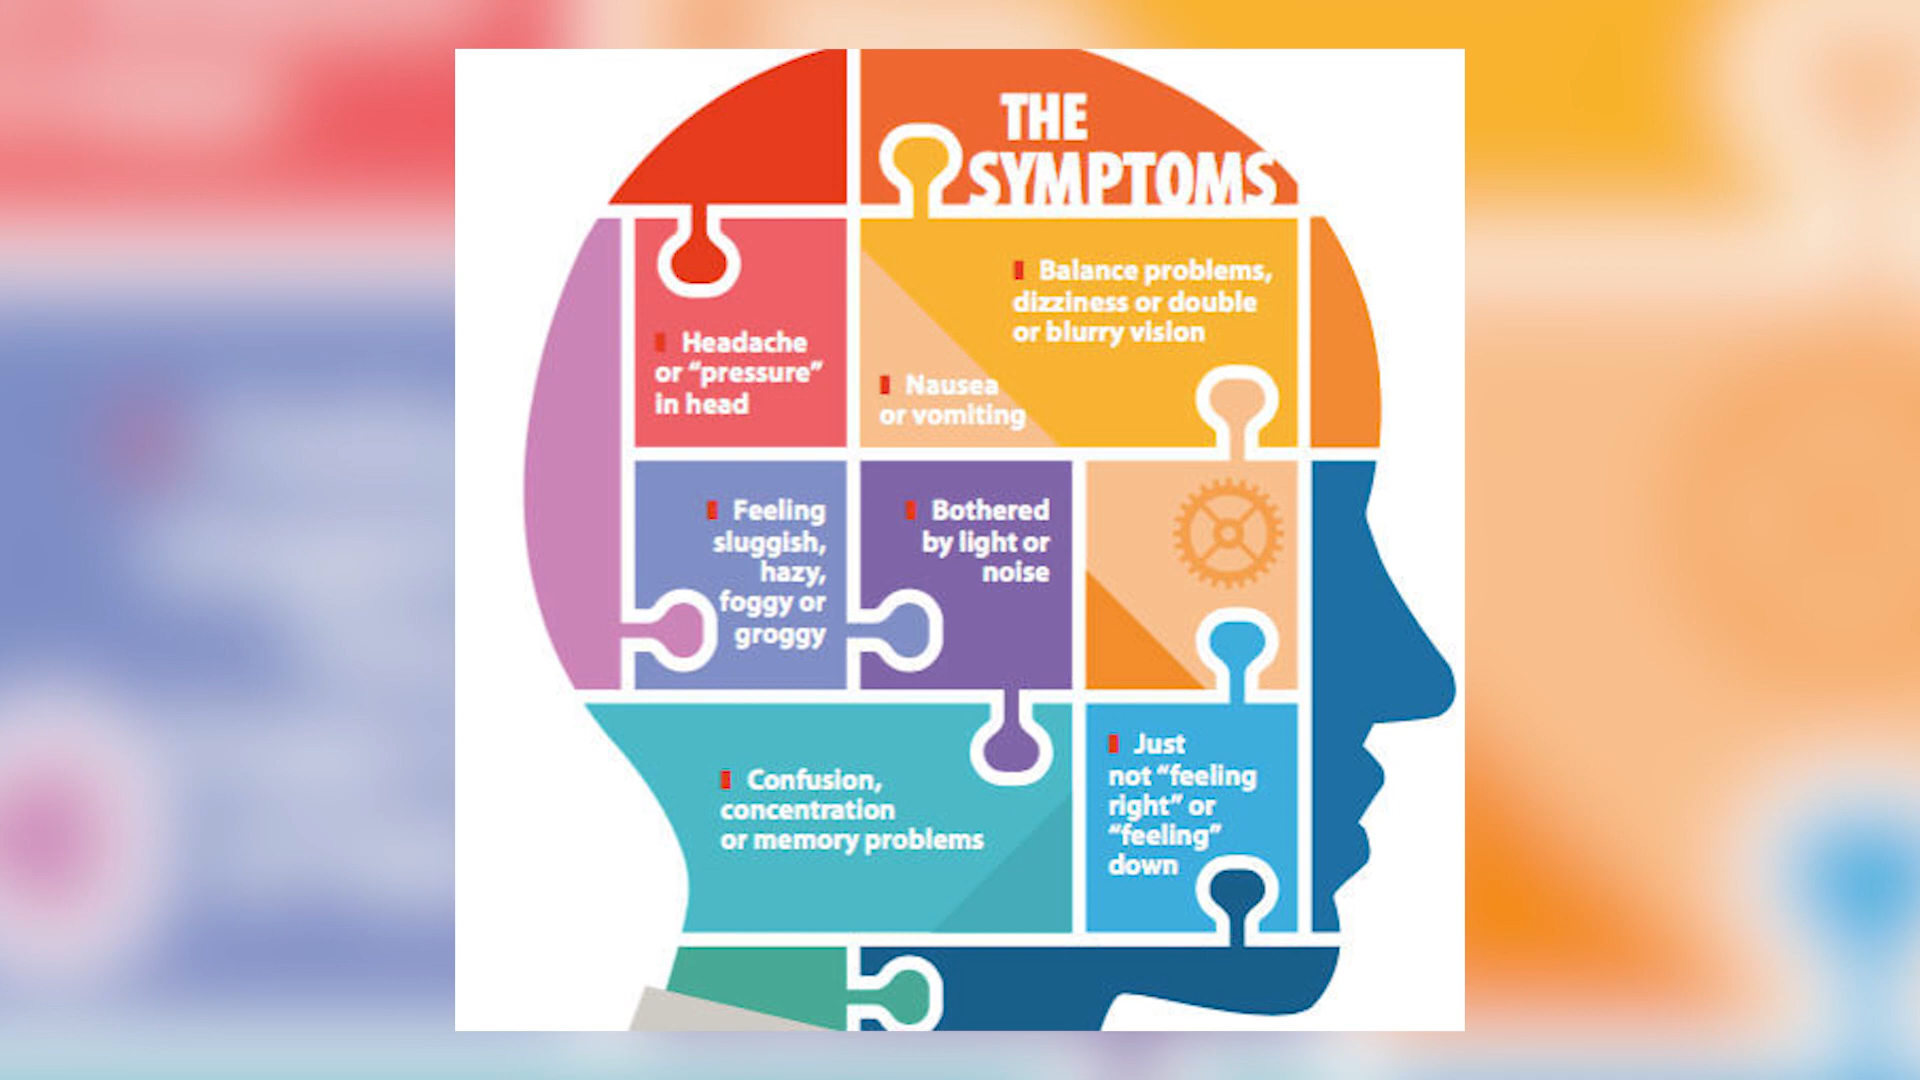 THE
SYMPTOMS
Balance problems,
dizziness or double
or blurry vision
Headache
or “pressure”
in head
Nausea
or vomiting
Feeling
sluggish,
hazy,
foggy or
groggy
Bothered
by light or
noise
Confusion,
concentration
or memory problems
Just
not “feeling
right” or
“feeling”
down